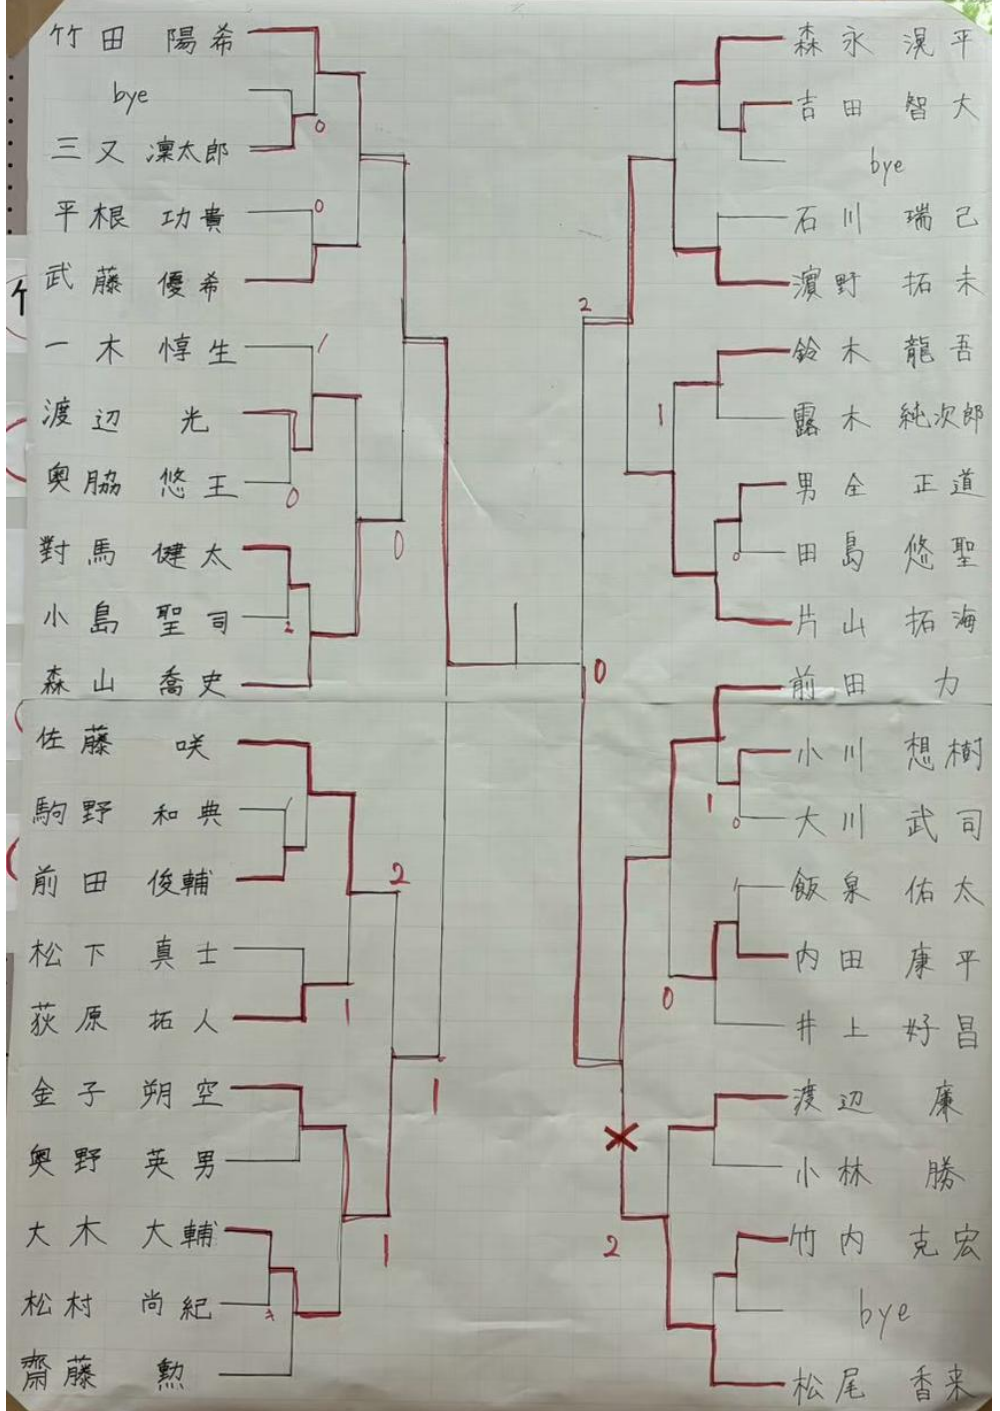 竹田 陽希
bye
0
三又 凜太郎
平根 功貴
0
武藤 優希
一木 惇生
1
渡辺 光
奥脇 悠王
0
對馬 健太
0
小島 聖司
2
森山 喬史
佐藤 咲
駒野 和典
1
前田 俊輔
2
松下 真士
荻原 拓人
1
金子 朔空
1
奥野 英男
大木 大輔
1
松村 尚紀
齋藤 勲
森永 滉平
吉田 智大
bye
石川 瑞己
濵野 拓未
2
鈴木 龍吾
露木 純次郎
1
男全 正道
田島 悠聖
0
片山 拓海
0
前田 力
小川 想樹
1
大川 武司
0
飯泉 佑太
1
内田 康平
0
井上 好昌
渡辺 廉
小林 勝
竹内 克宏
2
bye
松尾 香来